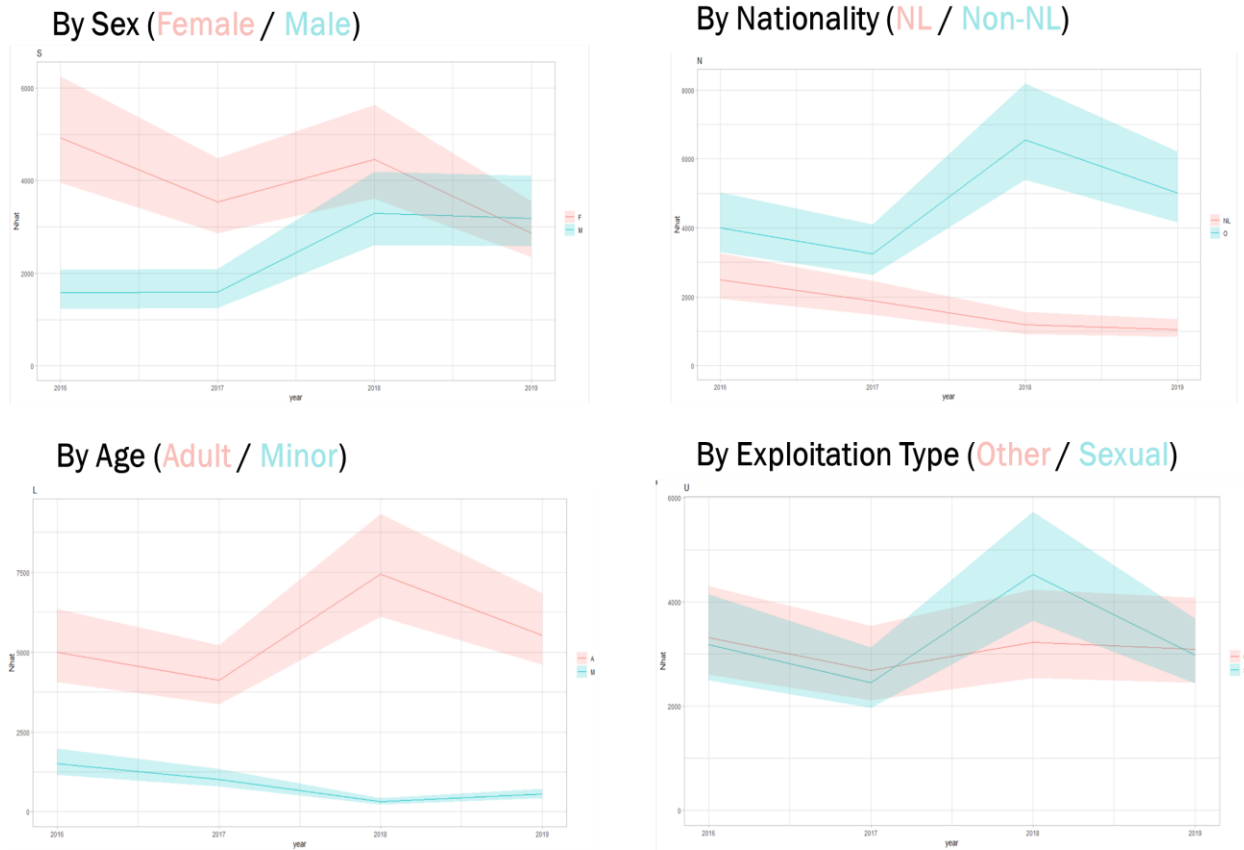 By Sex (Female / Male)
S
6000
4000
2000
0
Nhat
2016
2017
2018
2019
year
F
M
By Nationality (NL / Non-NL)
N
8000
6000
4000
2000
0
Nhat
2016
2017
2018
2019
year
NL
O
By Age (Adult / Minor)
L
7500
5000
2500
0
Nhat
2016
2017
2018
2019
year
A
M
By Exploitation Type (Other / Sexual)
U
6000
4000
2000
0
Nhat
2016
2017
2018
2019
year